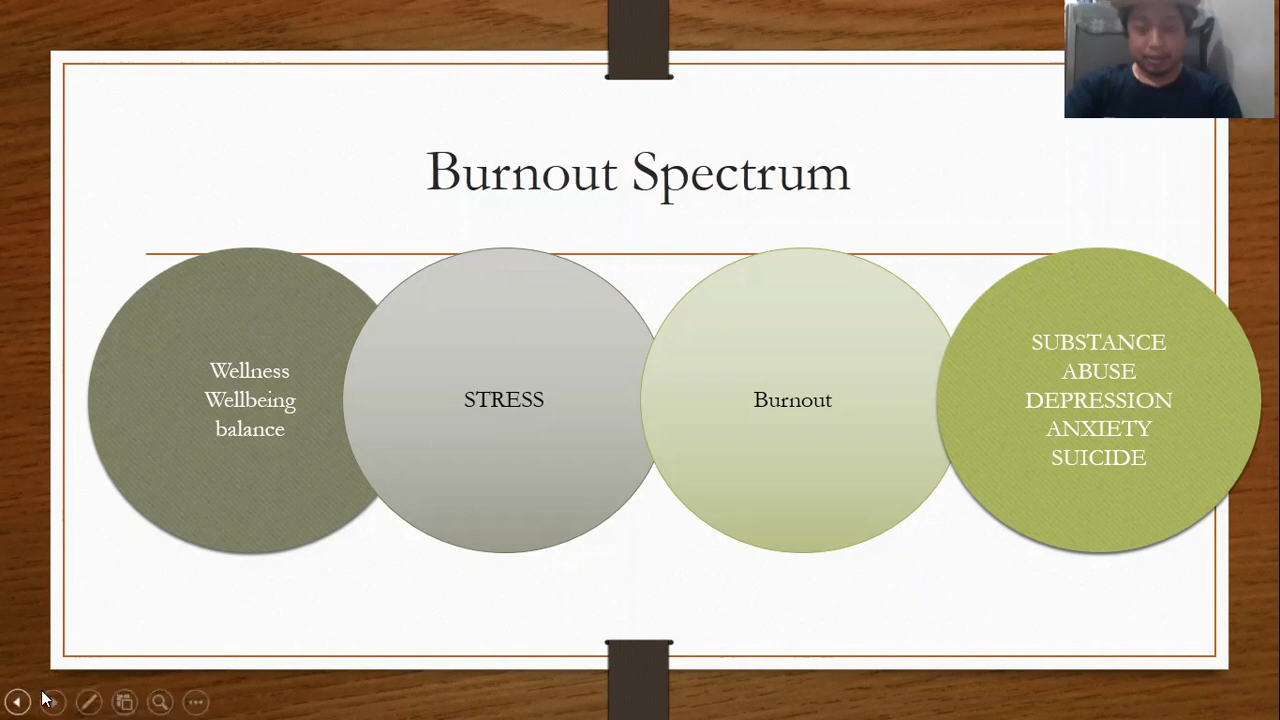 Burnout Spectrum
Wellness
Wellbeing
balance
STRESS
Burnout
SUBSTANCE
ABUSE
DEPRESSION
ANXIETY
SUICIDE